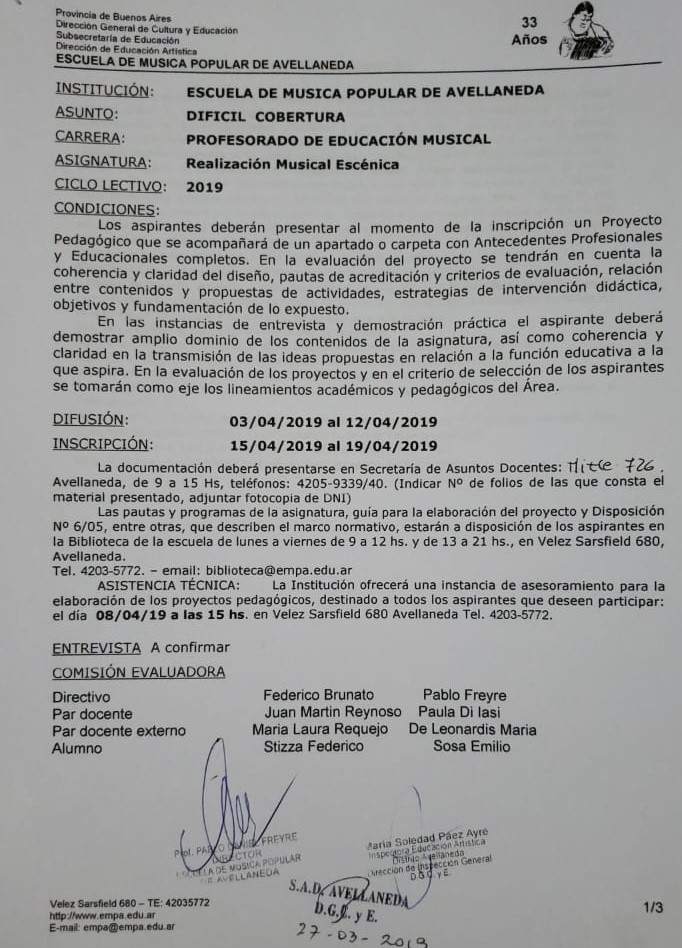 Provincia de Buenos Aires
Dirección General de Cultura y Educación
Subsecretaría de Educación
Dirección de Educación Artística
ESCUELA DE MUSICA POPULAR DE AVELLANEDA
33
Años
INSTITUCIÓN: ESCUELA DE MUSICA POPULAR DE AVELLANEDA
ASUNTO: DIFICIL COBERTURA
CARRERA: PROFESORADO DE EDUCACIÓN MUSICAL
ASIGNATURA: Realización Musical Escénica
CICLO LECTIVO: 2019
CONDICIONES:
Los aspirantes deberán presentar al momento de la inscripción un Proyecto
Pedagógico que se acompañará de un apartado o carpeta con Antecedentes Profesionales
y Educacionales completos. En la evaluación del proyecto se tendrán en cuenta la
coherencia y claridad del diseño, pautas de acreditación y criterios de evaluación, relación
entre contenidos y propuestas de actividades, estrategias de intervención didáctica,
objetivos y fundamentación de lo expuesto.
En las instancias de entrevista y demostración práctica el aspirante deberá
demostrar amplio dominio de los contenidos de la asignatura, así como coherencia y
claridad en la transmisión de las ideas propuestas en relación a la función educativa a la
que aspira. En la evaluación de los proyectos y en el criterio de selección de los aspirantes
se tomarán como eje los lineamientos académicos y pedagógicos del Área.
DIFUSIÓN: 03/04/2019 al 12/04/2019
INSCRIPCIÓN: 15/04/2019 al 19/04/2019
La documentación deberá presentarse en Secretaría de Asuntos Docentes: Mitre 726.
Avellaneda, de 9 a 15 Hs, teléfonos: 4205-9339/40. (Indicar Nº de folios de las que consta el
material presentado, adjuntar fotocopia de DNI)
Las pautas y programas de la asignatura, guía para la elaboración del proyecto y Disposición
Nº 6/05, entre otras, que describen el marco normativo, estarán a disposición de los aspirantes en
la Biblioteca de la escuela de lunes a viernes de 9 a 12 hs. y de 13 a 21 hs., en Velez Sarsfield 680,
Avellaneda.
Tel. 4203-5772. – email: biblioteca@empa.edu.ar
ASISTENCIA TÉCNICA: La Institución ofrecerá una instancia de asesoramiento para la
elaboración de los proyectos pedagógicos, destinado a todos los aspirantes que deseen participar:
el día 08/04/19 a las 15 hs. en Velez Sarsfield 680 Avellaneda Tel. 4203-5772.
ENTREVISTA A confirmar
COMISIÓN EVALUADORA
Directivo Federico Brunato Pablo Freyre
Par docente Juan Martin Reynoso Paula Di Iasi
Par docente externo Maria Laura Requejo De Leonardis Maria
Alumno Stizza Federico Sosa Emilio
Prof. PABLO DANIEL FREYRE
DIRECTOR
ESCUELA DE MUSICA POPULAR
DE AVELLANEDA
María Soledad Páez Ayré
Inspectora Educación Artística
Distrito Avellaneda
Dirección de Inspección General
D.G.C. y E.
S.A.D. AVELLANEDA
D.G.C. y E.
27-03-2019
Velez Sarsfield 680 – TE: 42035772
http://www.empa.edu.ar
E-mail: empa@empa.edu.ar
1/3